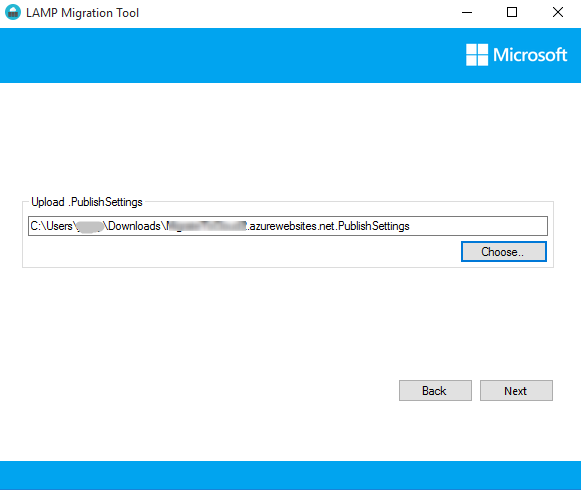 LAMP Migration Tool
Microsoft
Upload .PublishSettings
C:\Users\ \Downloads\ .azurewebsites.net.PublishSettings
Choose..
Back
Next